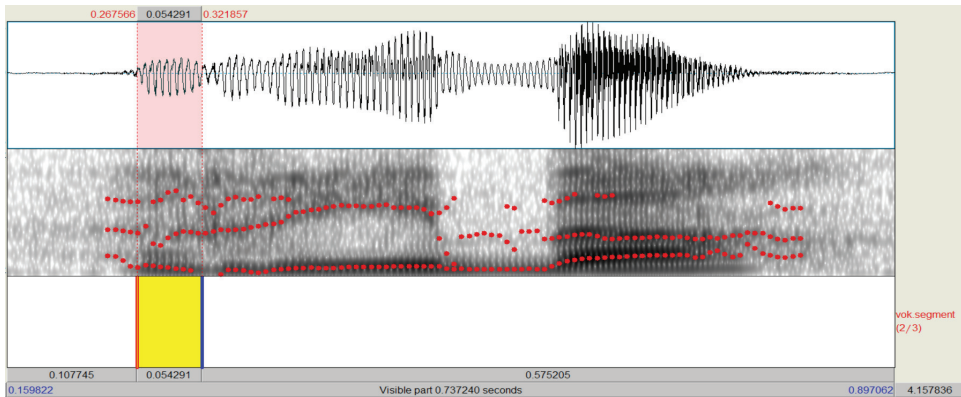 0.267566 0.054291 0.321857
vok.segment
(2/3)
0.107745 0.054291 0.575205
0.159822 Visible part 0.737240 seconds 0.897062 4.157836